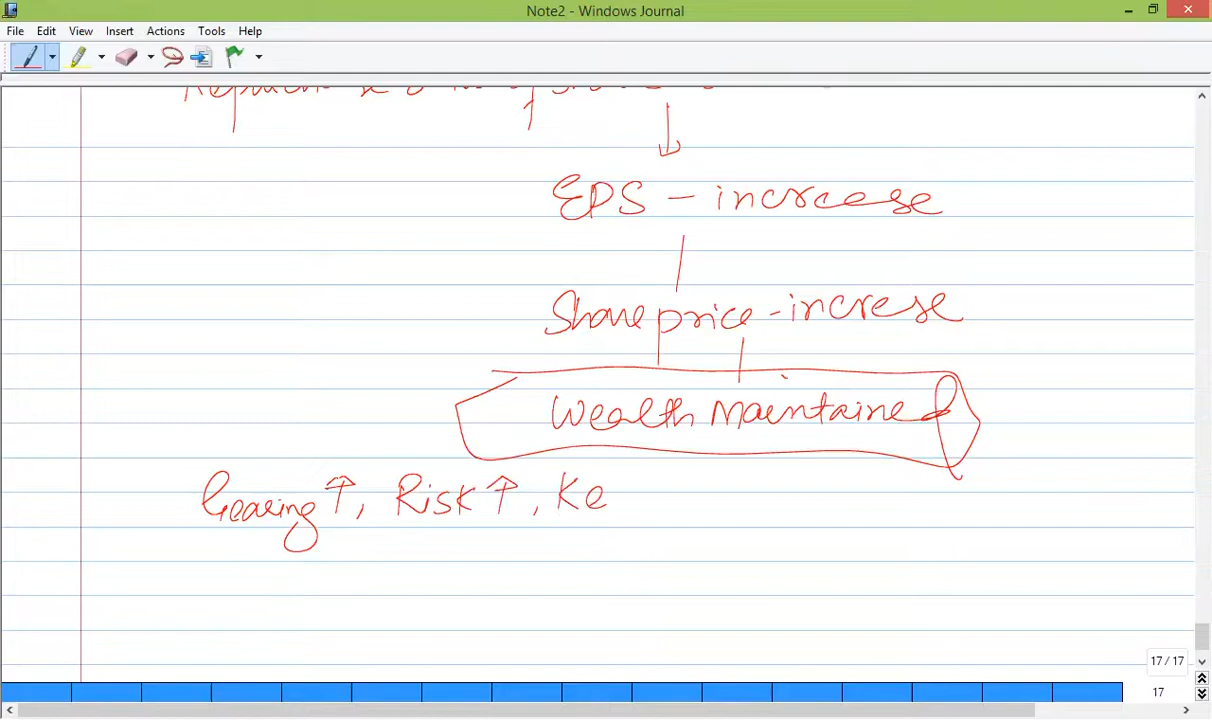 Note2 - Windows Journal
File Edit View Insert Actions Tools Help
EPS - increase
Share price - increse
Wealth Maintained
Gearing ↑, Risk ↑, Ke
17 / 17
17